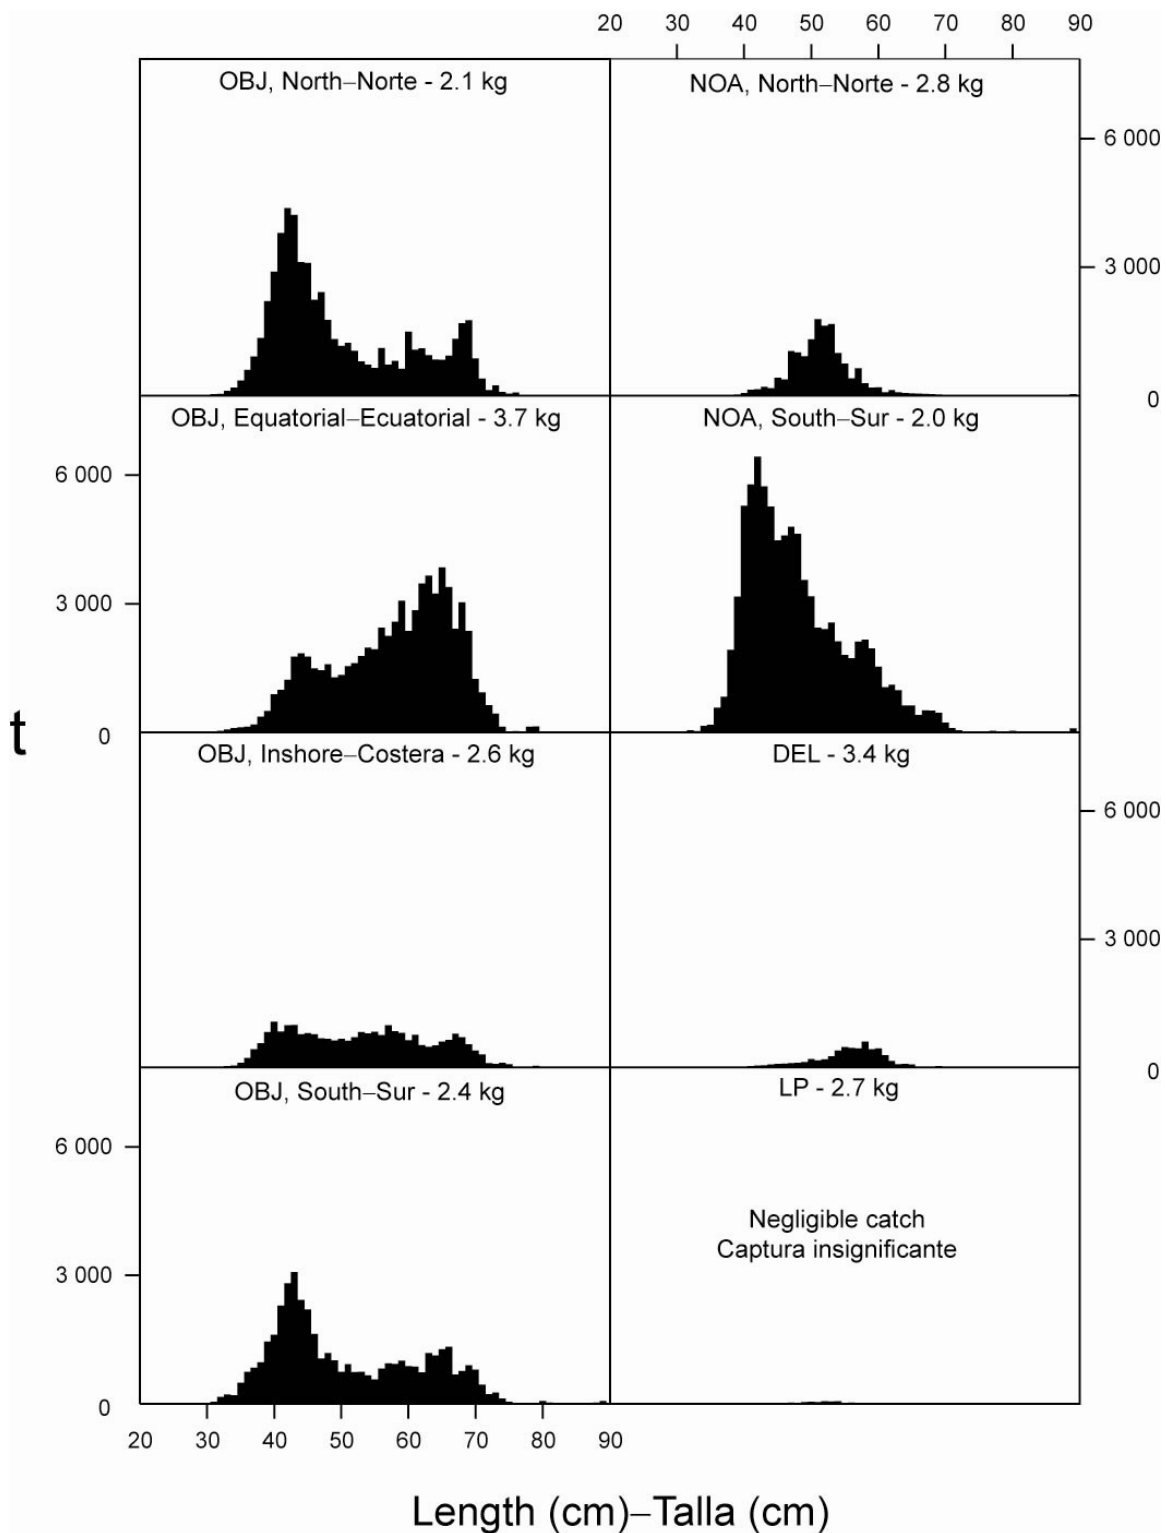 20 30 40 50 60 70 80 90
OBJ, North–Norte - 2.1 kg
NOA, North–Norte - 2.8 kg
6 000
3 000
0
OBJ, Equatorial–Ecuatorial - 3.7 kg
NOA, South–Sur - 2.0 kg
6 000
3 000
t
0
OBJ, Inshore–Costera - 2.6 kg
DEL - 3.4 kg
6 000
3 000
0
OBJ, South–Sur - 2.4 kg
LP - 2.7 kg
6 000
Negligible catch
Captura insignificante
3 000
0
20 30 40 50 60 70 80 90
Length (cm)–Talla (cm)